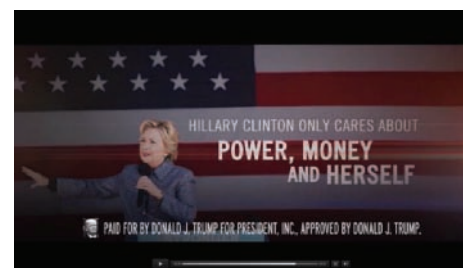 HILLARY CLINTON ONLY CARES ABOUT
POWER, MONEY
AND HERSELF
PAID FOR BY DONALD J. TRUMP FOR PRESIDENT, INC., APPROVED BY DONALD J. TRUMP.